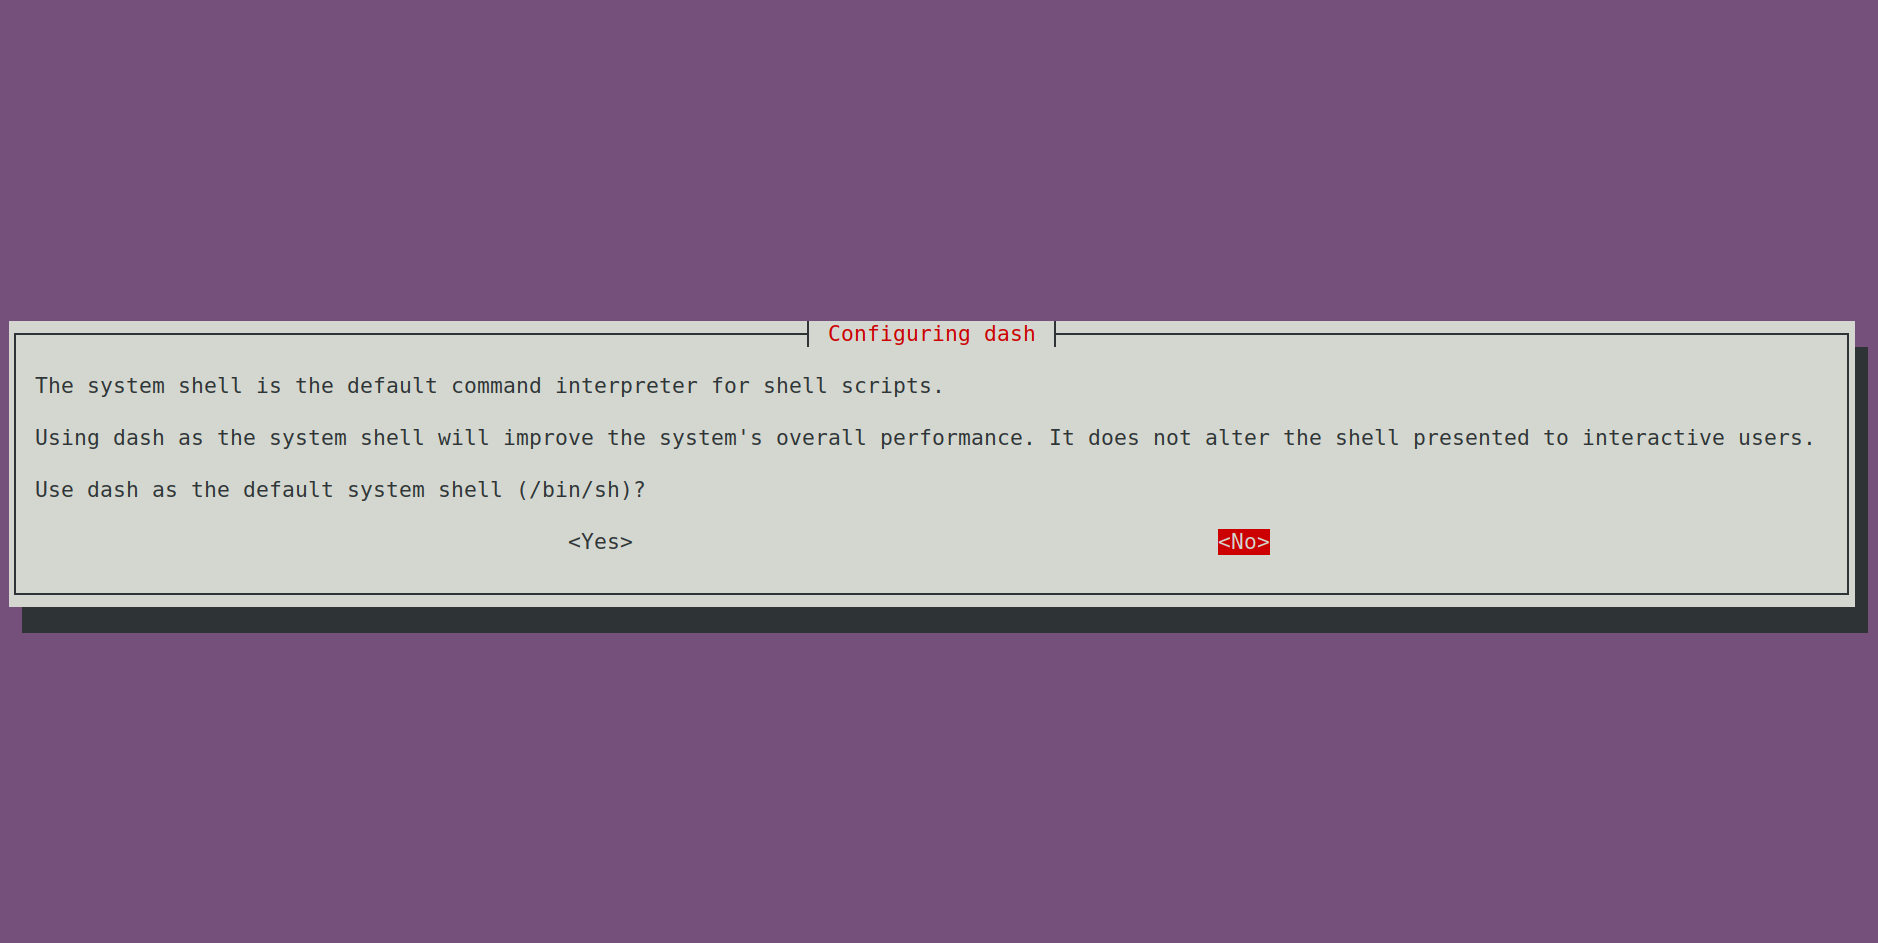 Configuring dash
The system shell is the default command interpreter for shell scripts.
Using dash as the system shell will improve the system's overall performance. It does not alter the shell presented to interactive users.
Use dash as the default system shell (/bin/sh)?
<Yes> <No>